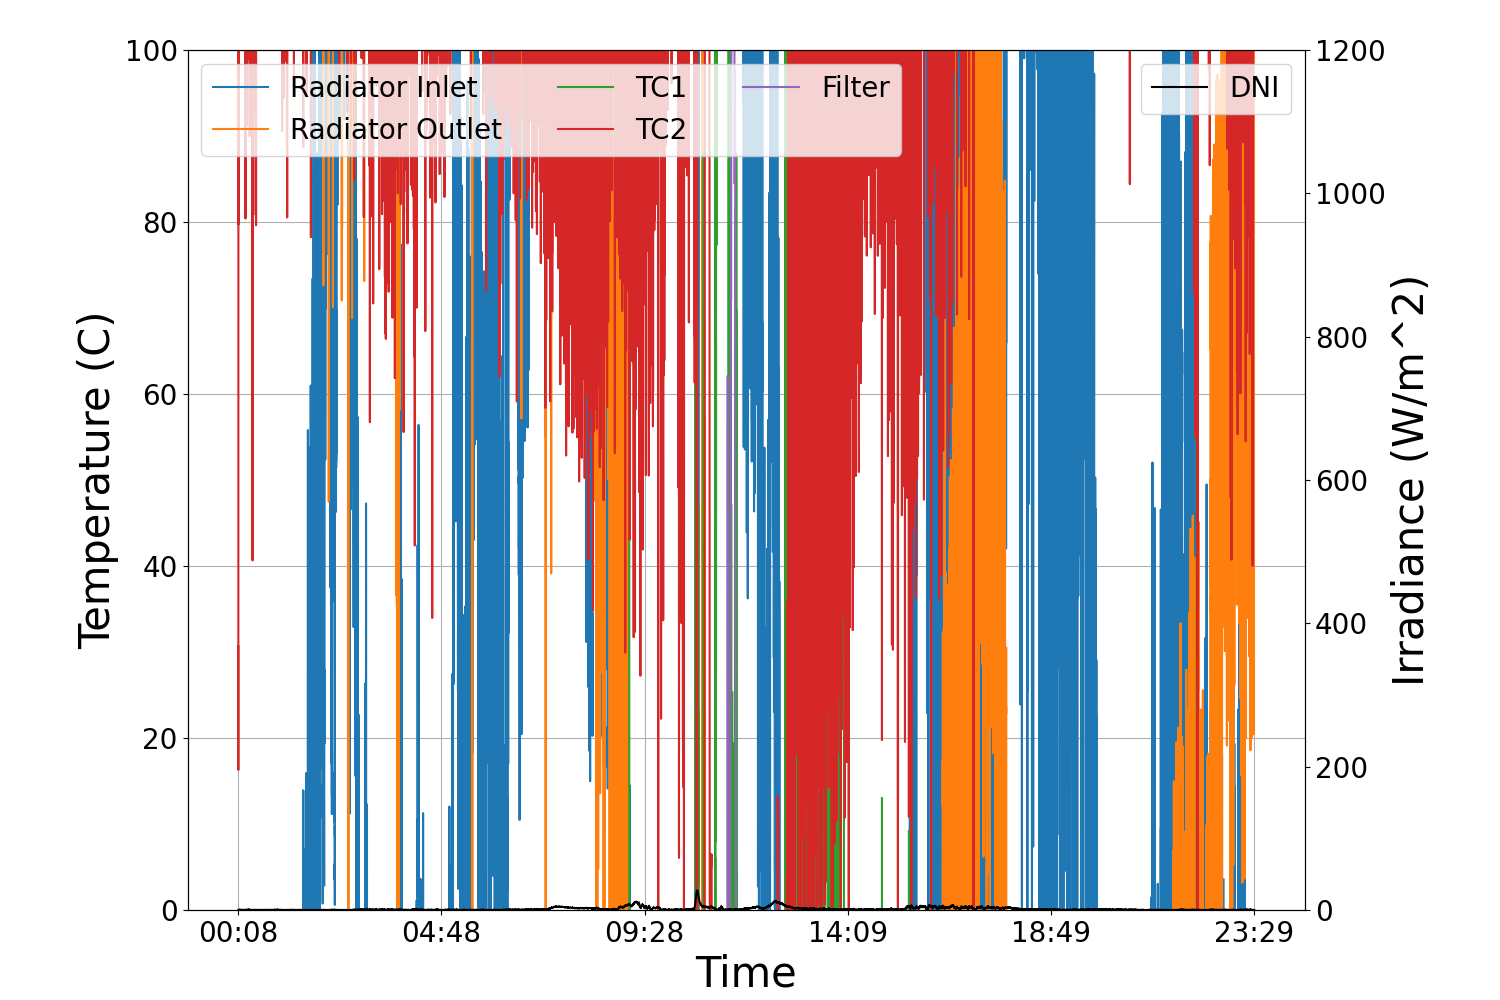 100
80
60
40
20
0
Temperature (C)
1200
1000
800
600
400
200
0
Irradiance (W/m^2)
Radiator Inlet
Radiator Outlet
TC1
TC2
Filter
DNI
00:08 04:48 09:28 14:09 18:49 23:29
Time